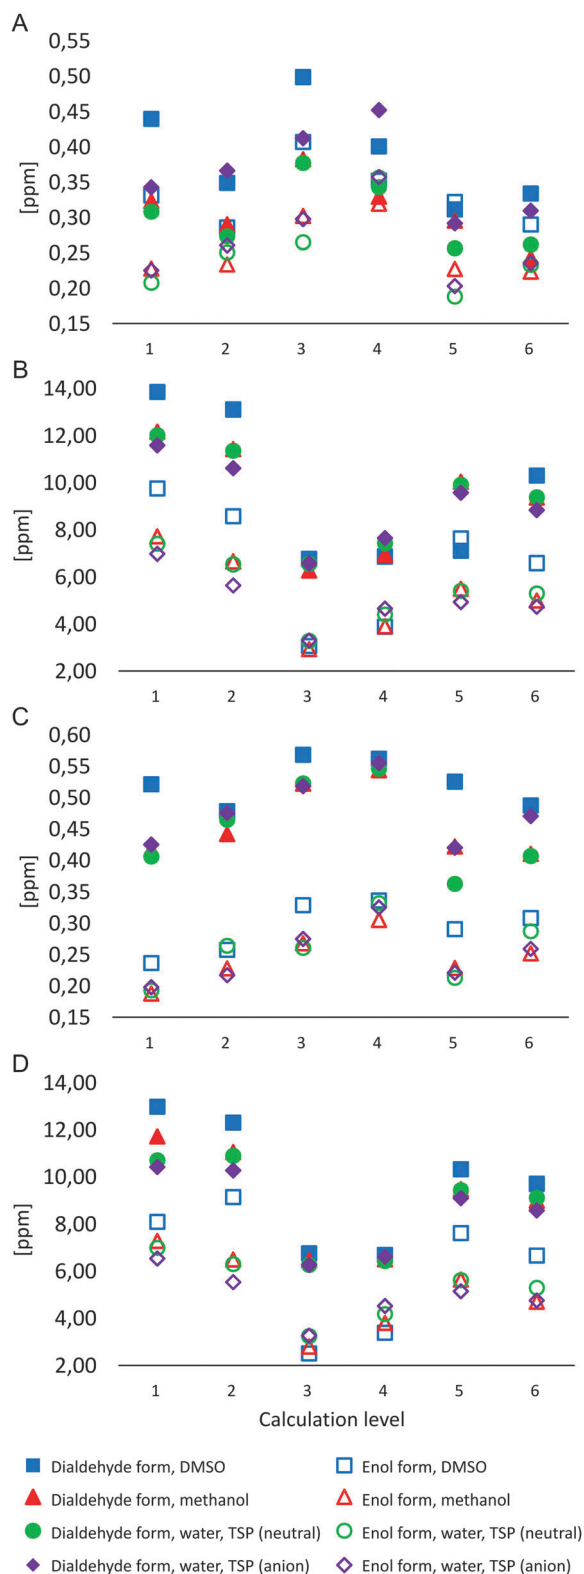 A
0,55
0,50
0,45
0,40
0,35
0,30
0,25
0,20
0,15
[ppm]
1 2 3 4 5 6
B
14,00
12,00
10,00
8,00
6,00
4,00
2,00
[ppm]
1 2 3 4 5 6
C
0,60
0,55
0,50
0,45
0,40
0,35
0,30
0,25
0,20
0,15
[ppm]
1 2 3 4 5 6
D
14,00
12,00
10,00
8,00
6,00
4,00
2,00
[ppm]
1 2 3 4 5 6
Calculation level
Dialdehyde form, DMSO Enol form, DMSO
Dialdehyde form, methanol Enol form, methanol
Dialdehyde form, water, TSP (neutral) Enol form, water, TSP (neutral)
Dialdehyde form, water, TSP (anion) Enol form, water, TSP (anion)